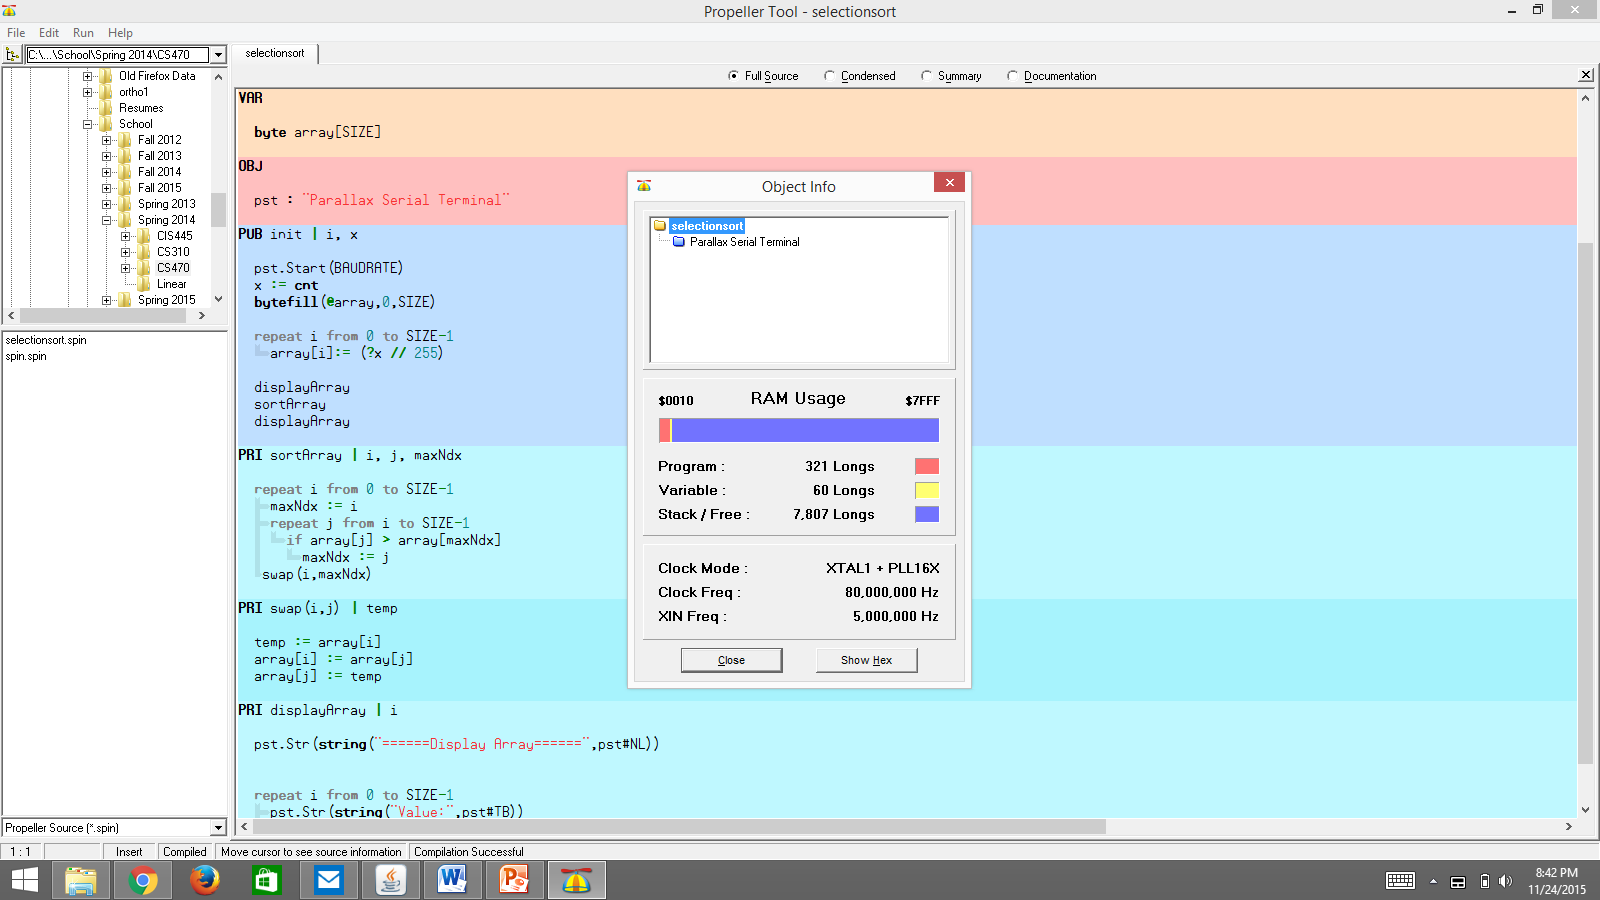 Propeller Tool - selectionsort
File Edit Run Help
C:\...\School\Spring 2014\CS470
selectionsort
Full Source Condensed Summary Documentation
Old Firefox Data
ortho1
Resumes
School
Fall 2012
Fall 2013
Fall 2014
Fall 2015
Spring 2013
Spring 2014
CIS445
CS310
CS470
Linear
Spring 2015
selectionsort.spin
spin.spin
Propeller Source (*.spin)
VAR
byte array[SIZE]
OBJ
pst : "Parallax Serial Terminal"
PUB init | i, x
pst.Start(BAUDRATE)
x := cnt
bytefill(@array,0,SIZE)
repeat i from 0 to SIZE-1
array[i]:= (?x // 255)
displayArray
sortArray
displayArray
PRI sortArray | i, j, maxNdx
repeat i from 0 to SIZE-1
maxNdx := i
repeat j from i to SIZE-1
if array[j] > array[maxNdx]
maxNdx := j
swap(i,maxNdx)
PRI swap(i,j) | temp
temp := array[i]
array[i] := array[j]
array[j] := temp
PRI displayArray | i
pst.Str(string("======Display Array======",pst#NL))
repeat i from 0 to SIZE-1
pst.Str(string("Value:",pst#TB))
Object Info
selectionsort
Parallax Serial Terminal
$0010 RAM Usage $7FFF
Program : 321 Longs
Variable : 60 Longs
Stack / Free : 7,807 Longs
Clock Mode : XTAL1 + PLL16X
Clock Freq : 80,000,000 Hz
XIN Freq : 5,000,000 Hz
Close Show Hex
1 : 1 Insert Compiled Move cursor to see source information Compilation Successful
8:42 PM
11/24/2015